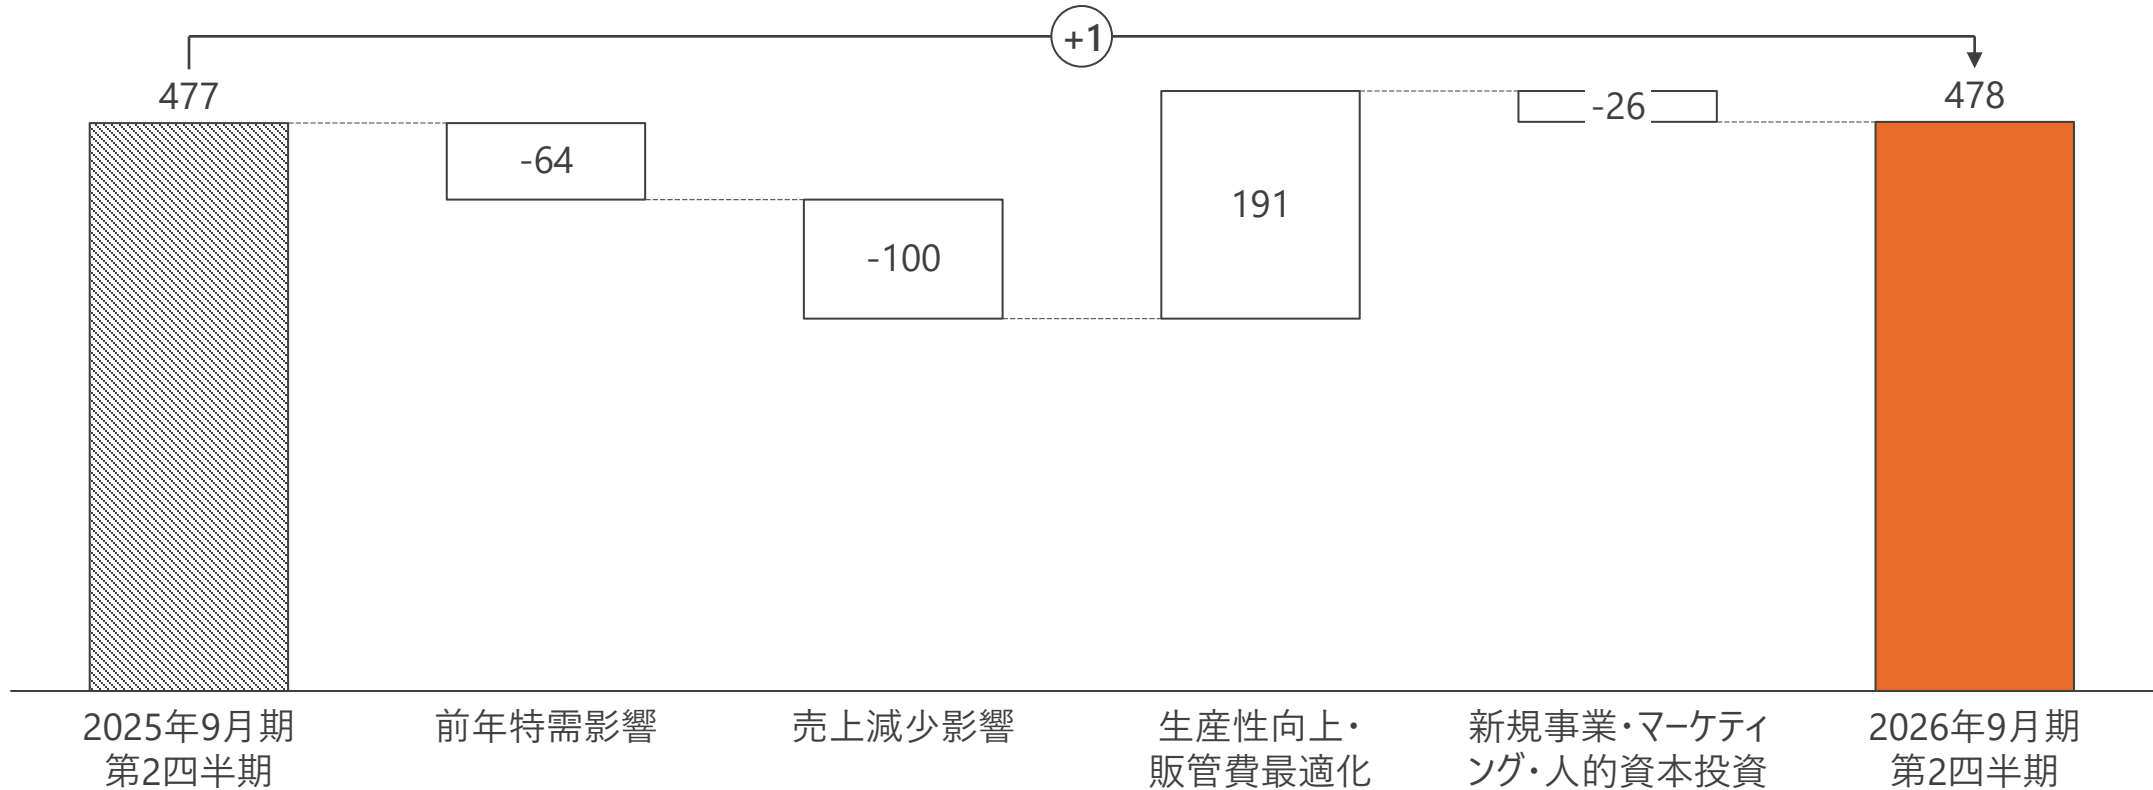 +1
477
-64
-100
191
-26
478
2025年9月期
第2四半期
前年特需影響
売上減少影響
生産性向上・
販管費最適化
新規事業・マーケティ
ング・人的資本投資
2026年9月期
第2四半期